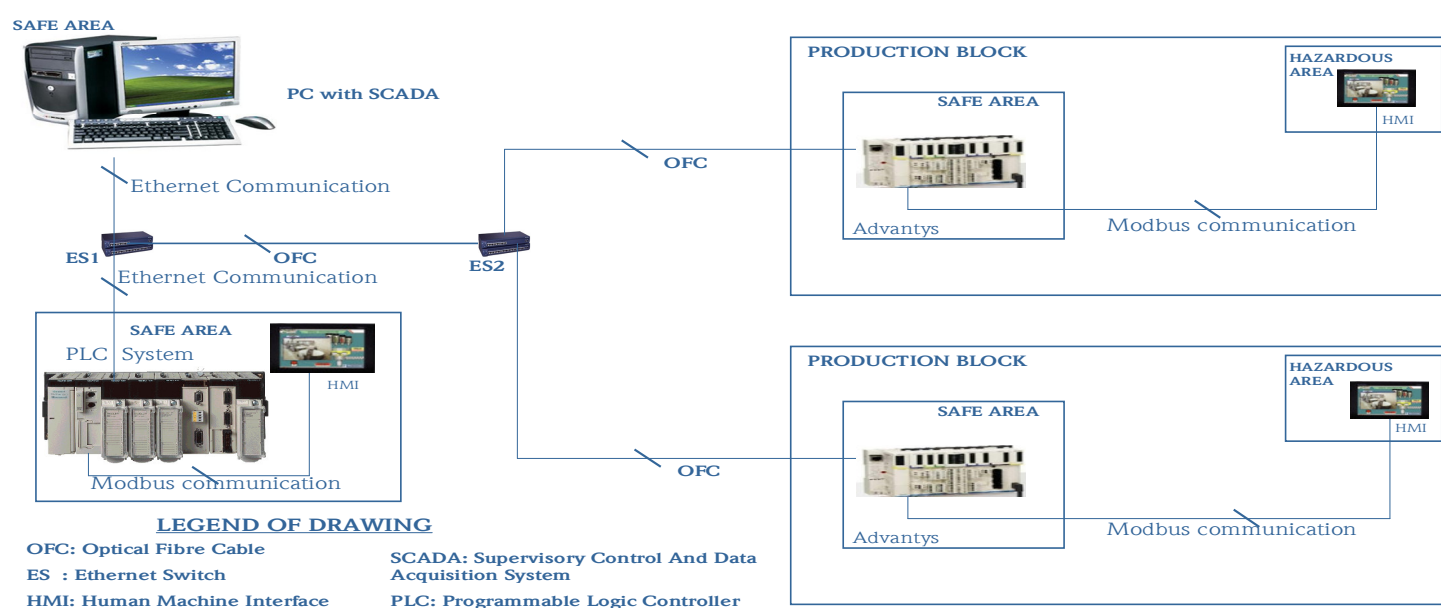 SAFE AREA
PC with SCADA
Ethernet Communication
ES1
OFC
ES2
Ethernet Communication
SAFE AREA
PLC System
HMI
Modbus communication
OFC
PRODUCTION BLOCK
SAFE AREA
Advantys
HAZARDOUS
AREA
HMI
Modbus communication
OFC
PRODUCTION BLOCK
SAFE AREA
Advantys
HAZARDOUS
AREA
HMI
Modbus communication
LEGEND OF DRAWING
OFC: Optical Fibre Cable
ES : Ethernet Switch
HMI: Human Machine Interface
SCADA: Supervisory Control And Data
Acquisition System
PLC: Programmable Logic Controller